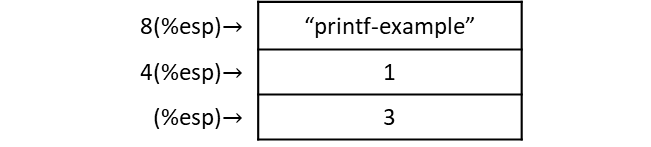 8(%esp)→ “printf-example”
4(%esp)→ 1
(%esp)→ 3